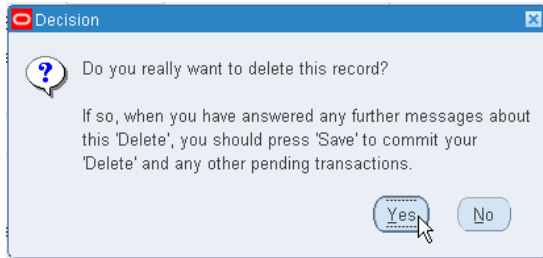 Decision
Do you really want to delete this record?
If so, when you have answered any further messages about
this 'Delete', you should press 'Save' to commit your
'Delete' and any other pending transactions.
Yes No